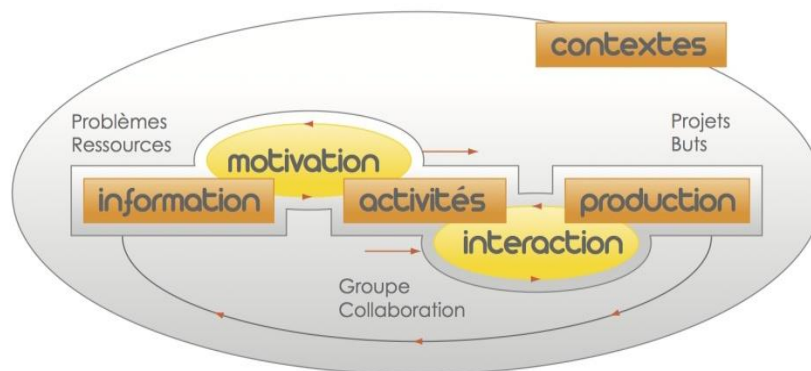 contextes
Problèmes
Ressources
Projets
Buts
motivation
information
activités
production
interaction
Groupe
Collaboration